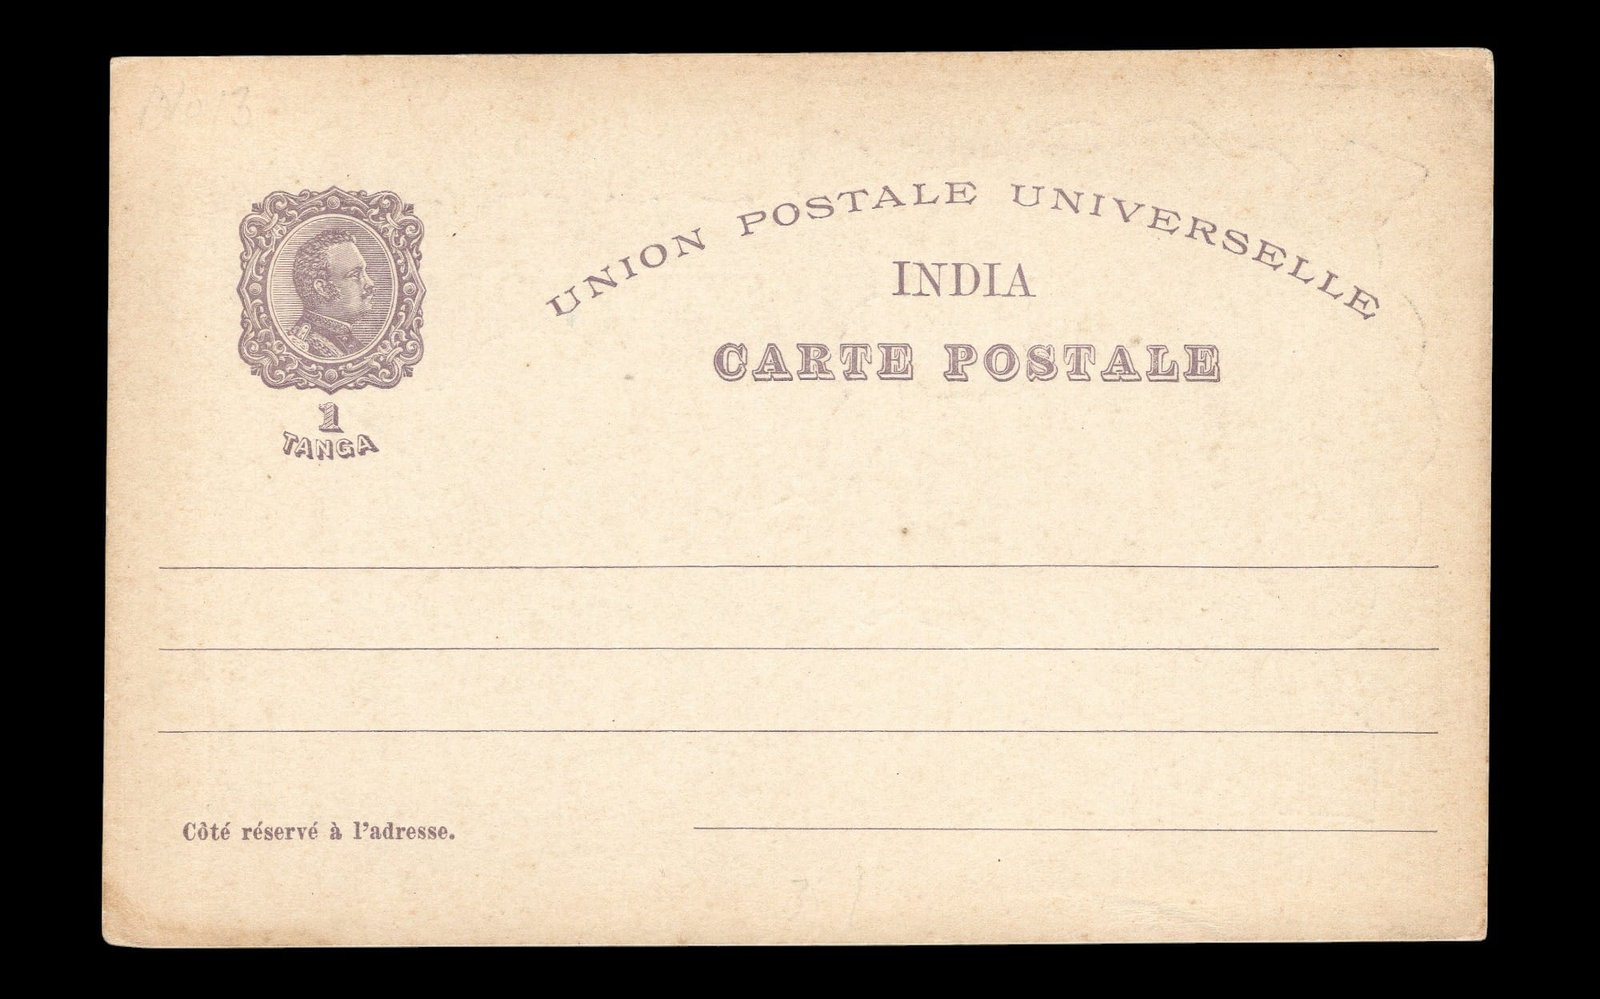 UNION POSTALE UNIVERSELLE
INDIA
CARTE POSTALE
1
TANGA
Côté réservé à l'adresse.